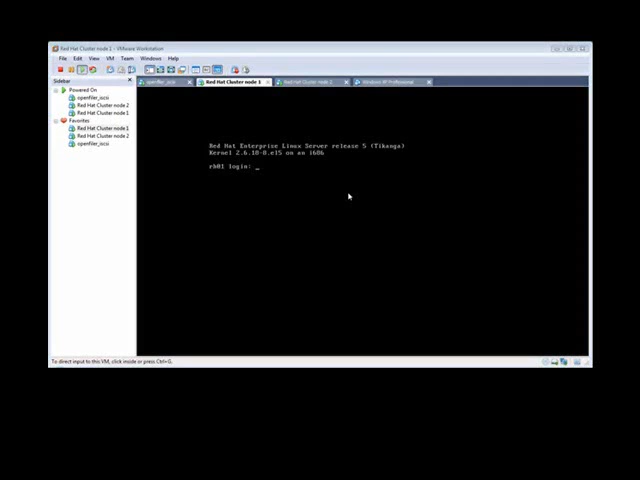 Red Hat Cluster node 1 - VMware Workstation
File Edit View VM Team Windows Help
Sidebar
openfiler_iscsi
Red Hat Cluster node 1
Red Hat Cluster node 2
Windows XP Professional
Powered On
openfiler_iscsi
Red Hat Cluster node 2
Red Hat Cluster node 1
Favorites
Red Hat Cluster node 1
Red Hat Cluster node 2
openfiler_iscsi
Red Hat Enterprise Linux Server release 5 (Tikanga)
Kernel 2.6.18-8.el5 on an i686
rh01 login: _
To direct input to this VM, click inside or press Ctrl+G.